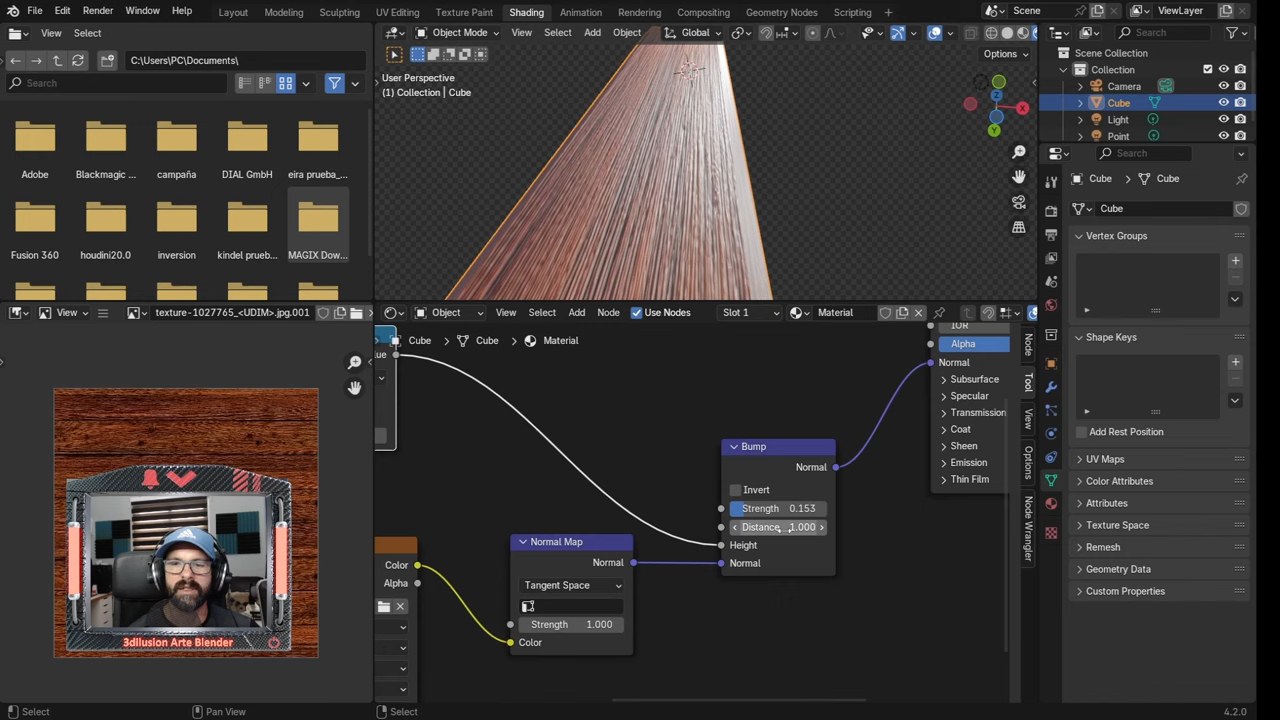 File Edit Render Window Help Layout Modeling Sculpting UV Editing Texture Paint Shading Animation Rendering Compositing Geometry Nodes Scripting Scene ViewLayer
View Select
C:\Users\PC\Documents\
Search
Adobe Blackmagic ... campaña DIAL GmbH eira prueba_...
Fusion 360 houdini20.0 inversion kindel prueb... MAGIX Dow...
Object Mode View Select Add Object Global
Options
User Perspective
(1) Collection | Cube
X
Z
Y
Search
Scene Collection
Collection
Camera
Cube
Light
Point
Search
Cube Cube
Cube
Vertex Groups
Shape Keys
Add Rest Position
UV Maps
Color Attributes
Attributes
Texture Space
Remesh
Geometry Data
Custom Properties
View texture-1027765_<UDIM>.jpg.001
3dilusion Arte Blender
Object View Select Add Node Use Nodes Slot 1 Material
Cube Cube Material
ue
IOR
Alpha
Normal
Subsurface
Specular
Transmission
Coat
Sheen
Emission
Thin Film
Bump
Normal
Invert
Strength 0.153
Distance 1.000
Height
Normal
Normal Map
Normal
Tangent Space
Strength 1.000
Color
Color
Alpha
Node
Tool
View
Options
Node Wrangler
Select Pan View Select 4.2.0